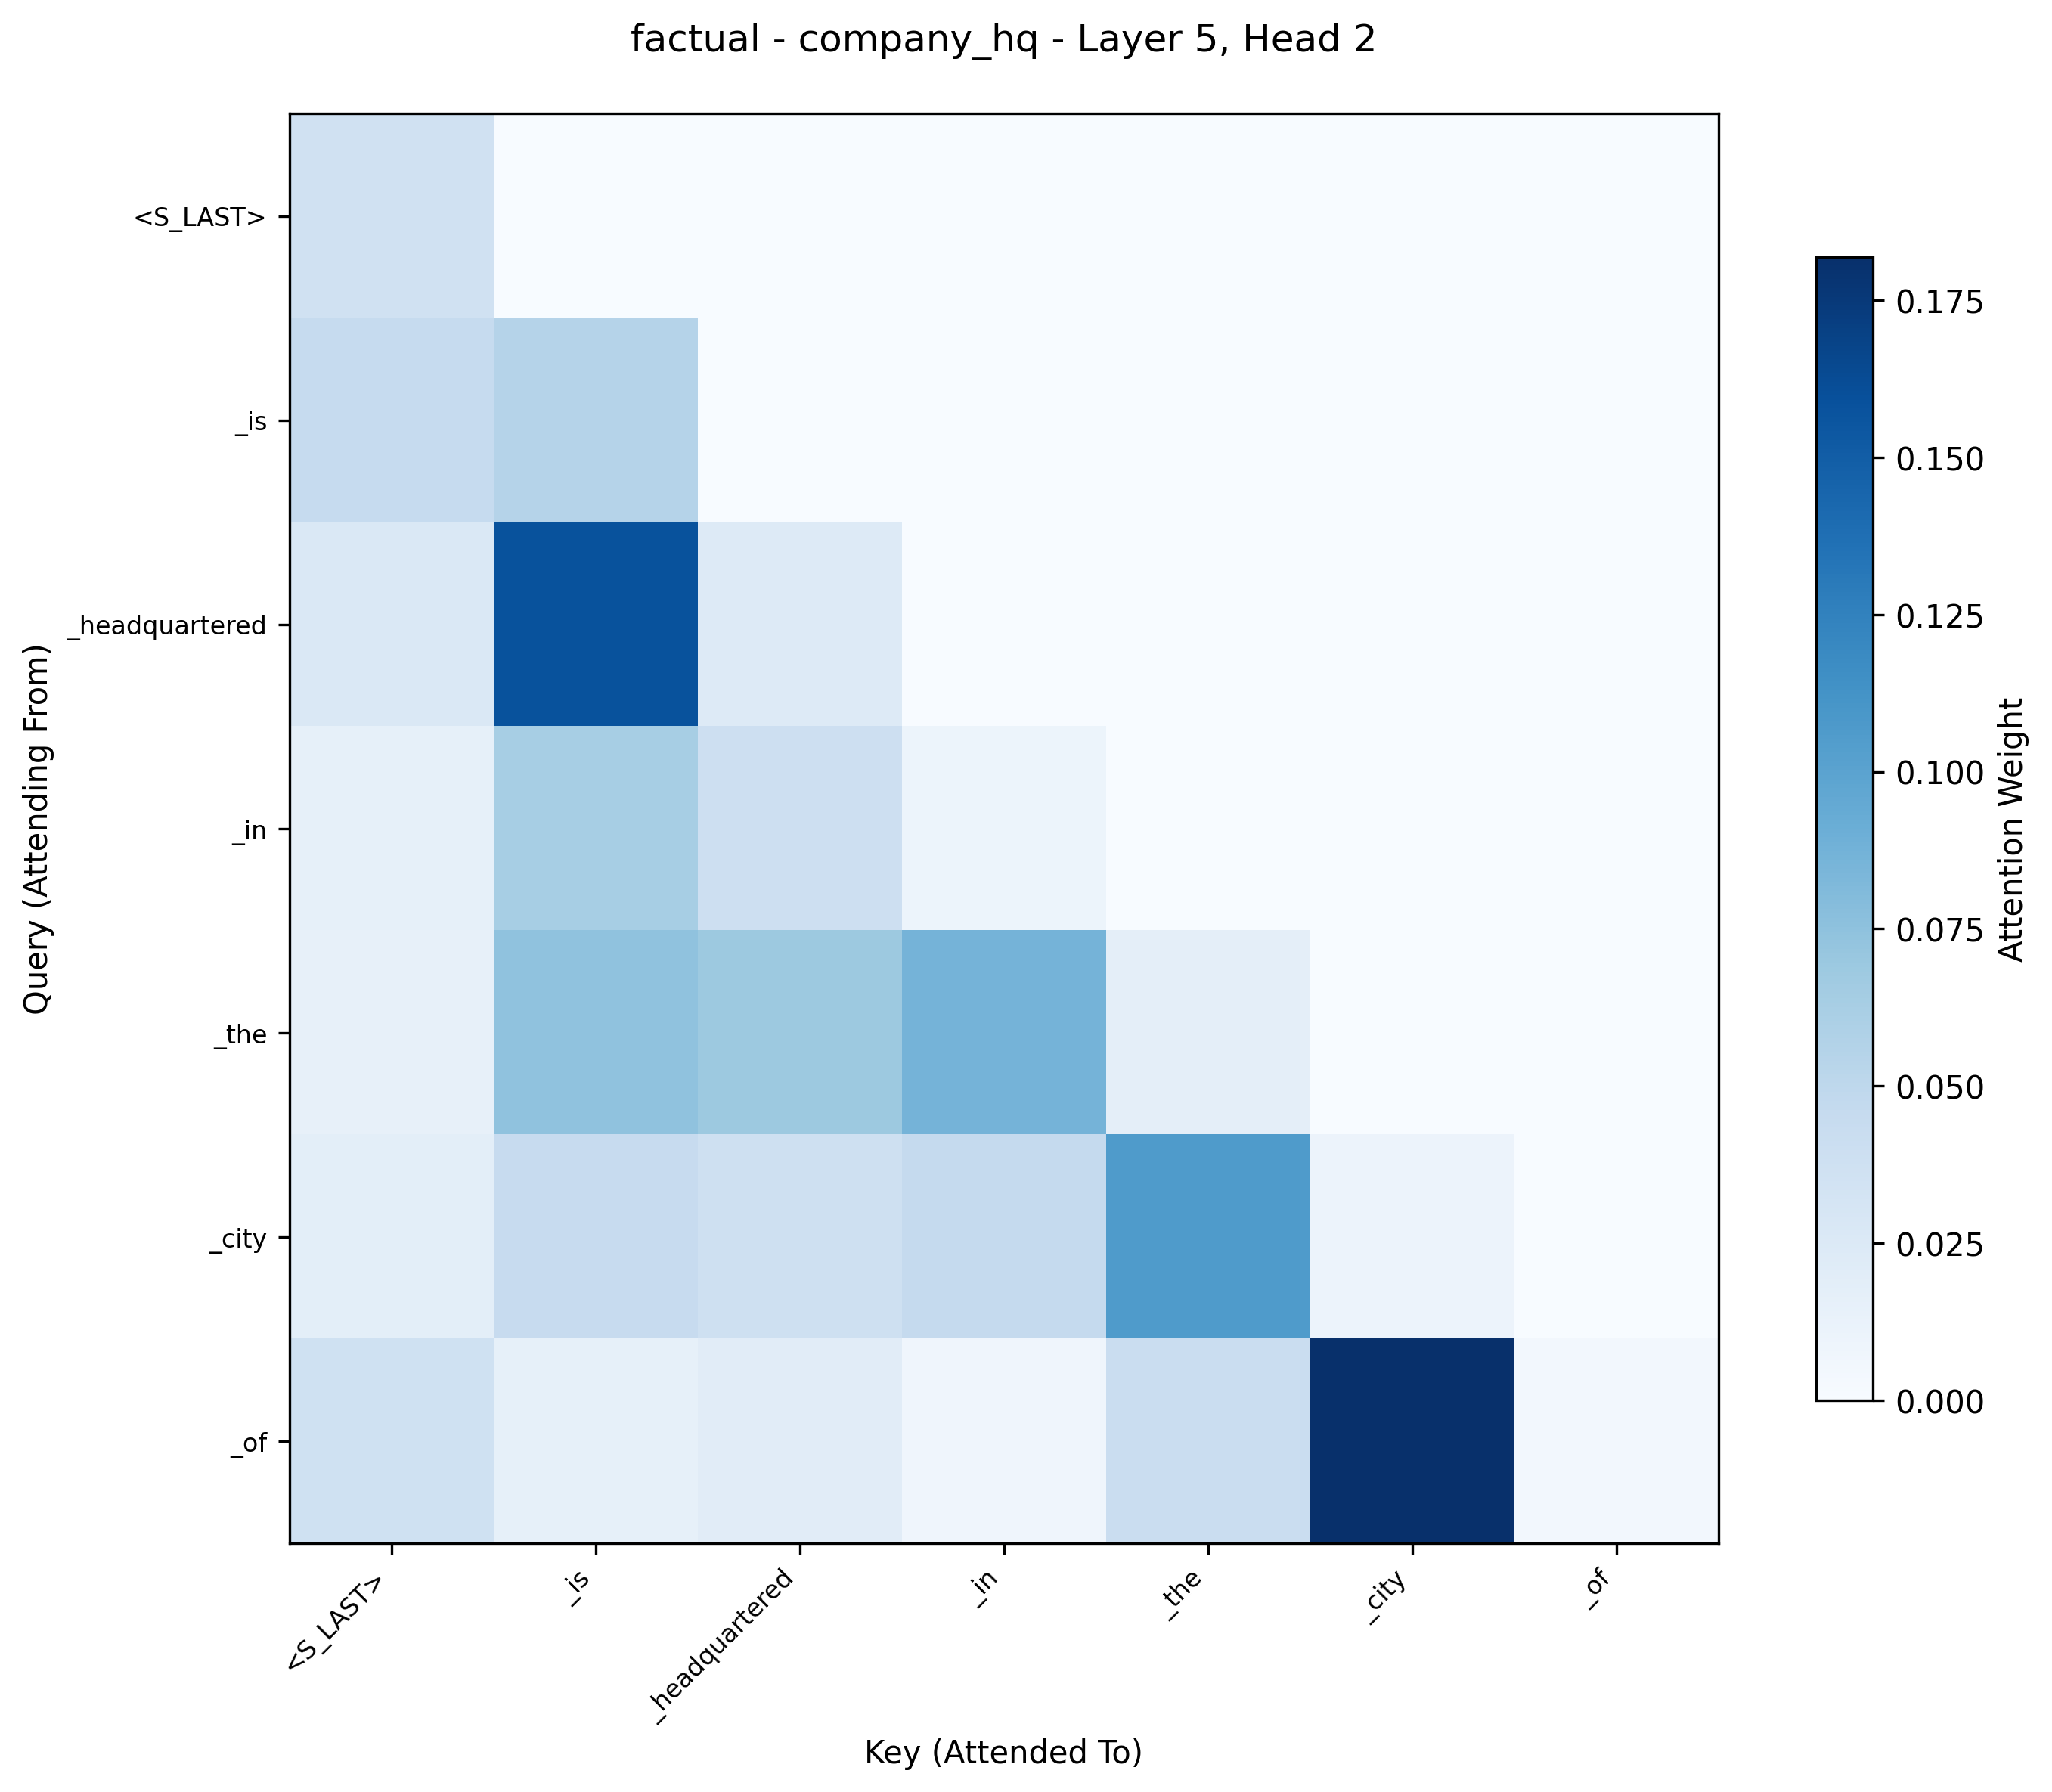 factual - company_hq - Layer 5, Head 2
Query (Attending From)
<S_LAST>
_is
_headquartered
_in
_the
_city
_of
<S_LAST>
_is
_headquartered
_in
_the
_city
_of
Key (Attended To)
0.175
0.150
0.125
0.100
0.075
0.050
0.025
0.000
Attention Weight